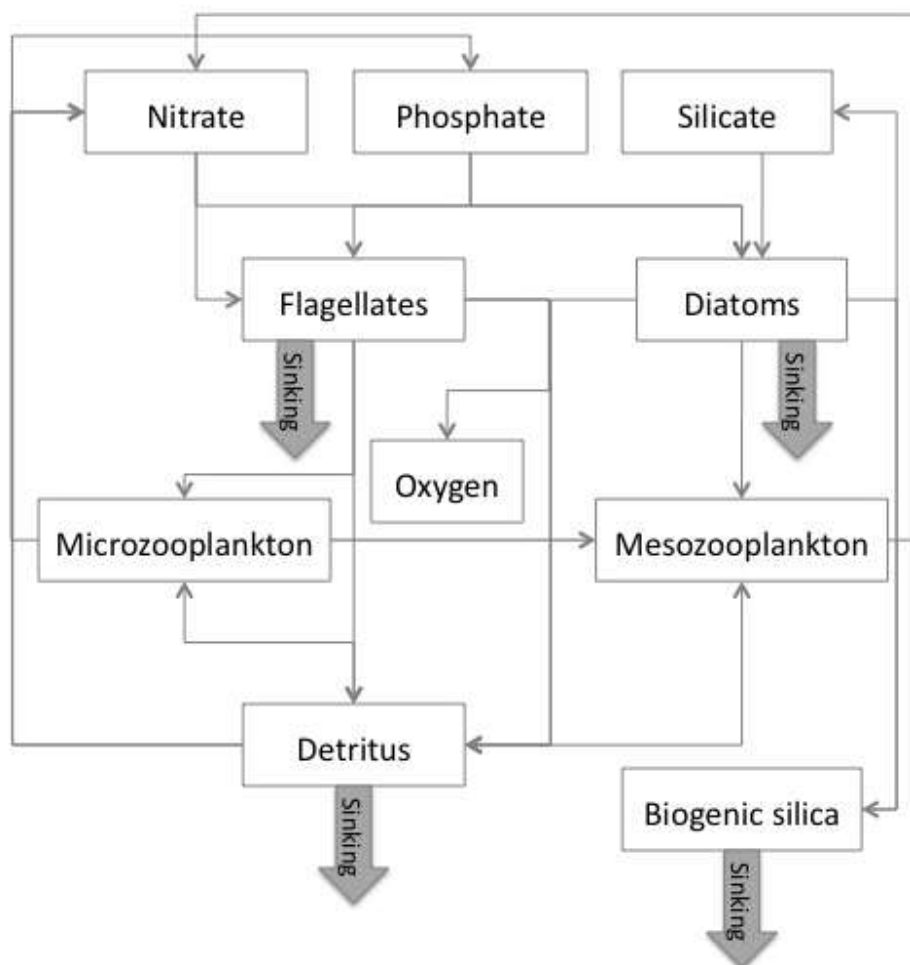 Nitrate
Phosphate
Silicate
Flagellates
Diatoms
Sinking
Sinking
Oxygen
Microzooplankton
Mesozooplankton
Detritus
Sinking
Biogenic silica
Sinking